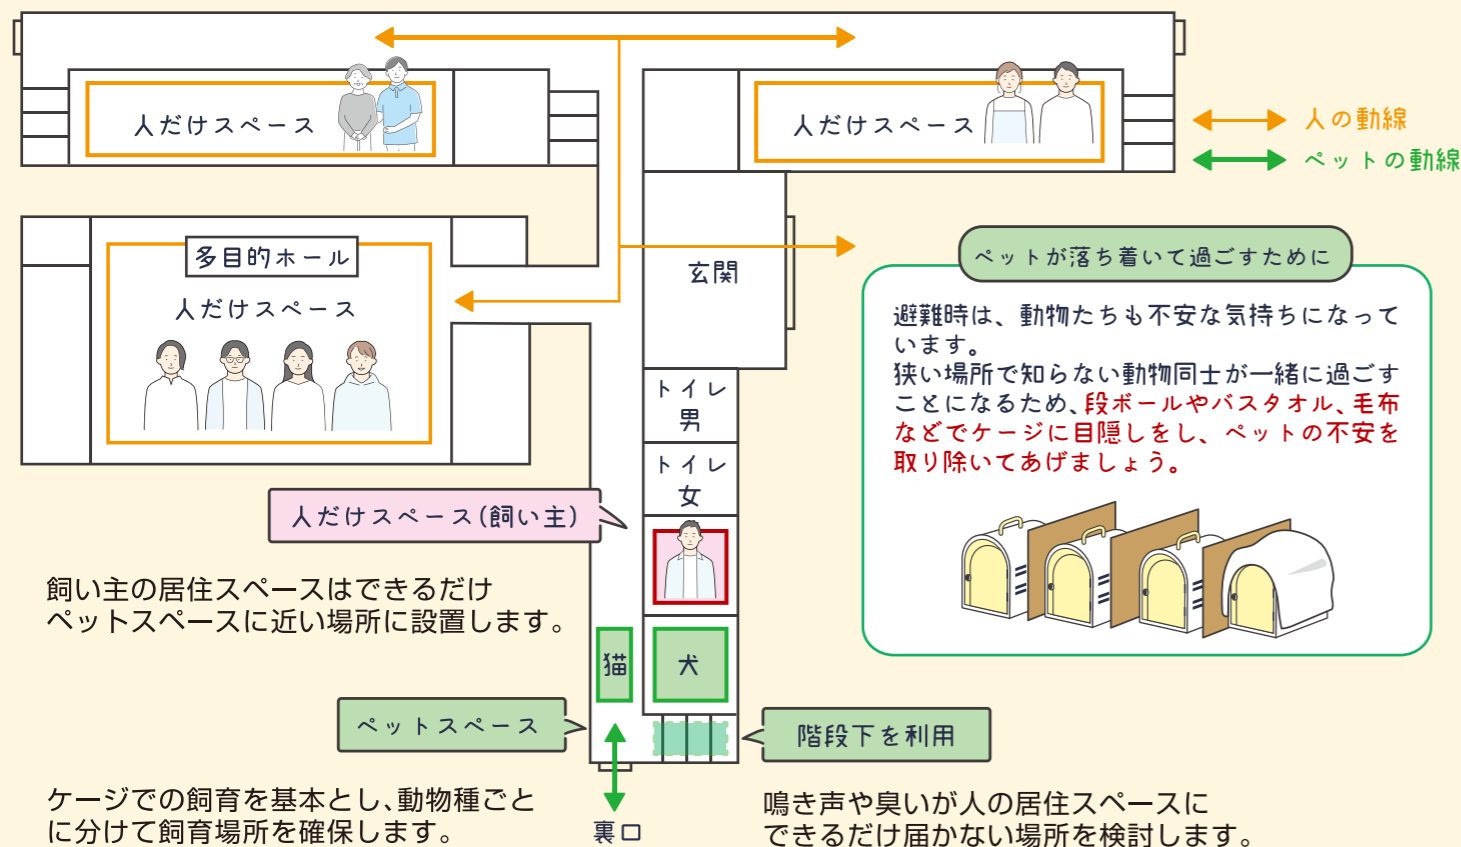 人だけスペース
人だけスペース
人の動線
ペットの動線
多目的ホール
人だけスペース
玄関
ペットが落ち着いて過ごすために
避難時は、動物たちも不安な気持ちになって
います。
狭い場所で知らない動物同士が一緒に過ごす
ことになるため、段ボールやバスタオル、毛布
などでケージに目隠しをし、ペットの不安を
取り除いてあげましょう。
トイレ
男
トイレ
女
人だけスペース(飼い主)
飼い主の居住スペースはできるだけ
ペットスペースに近い場所に設置します。
猫
犬
ペットスペース
階段下を利用
ケージでの飼育を基本とし、動物種ごと
に分けて飼育場所を確保します。
裏口
鳴き声や臭いが人の居住スペースに
できるだけ届かない場所を検討します。